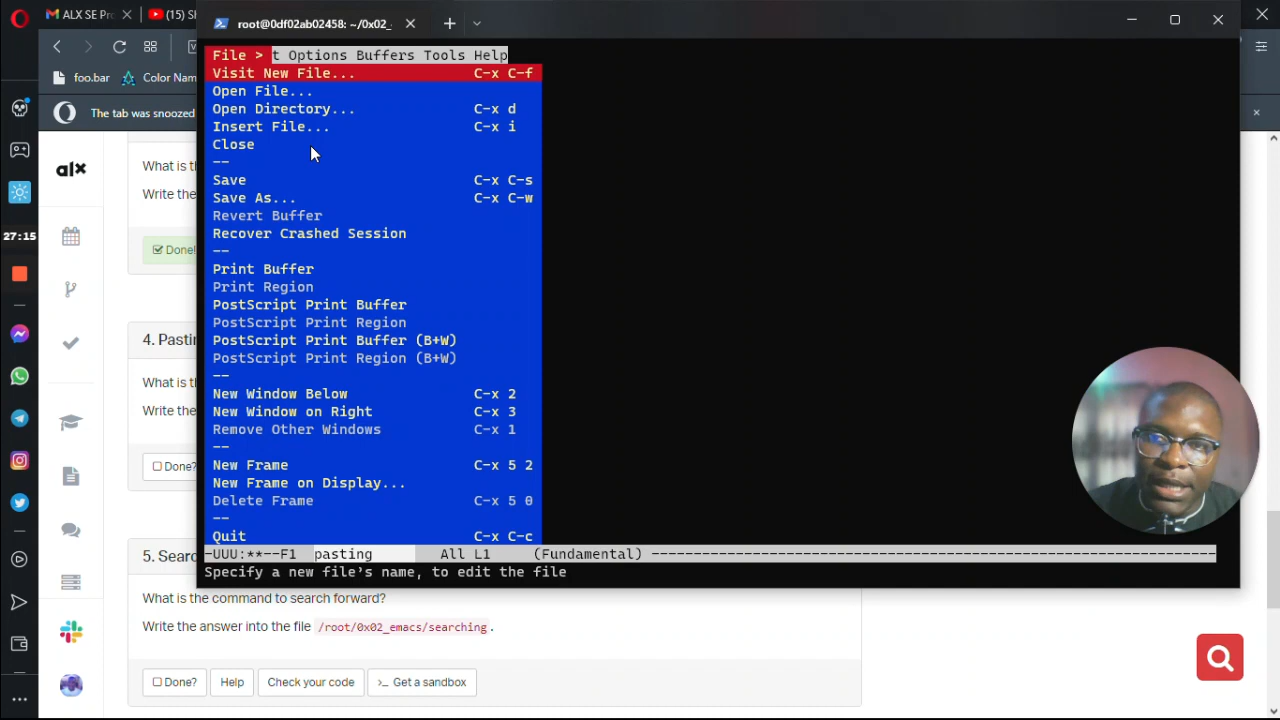 ALX SE Pro
(15) Sl
root@0df02ab02458: ~/0x02_
foo.bar
Color Nam
The tab was snoozed
alx
27:15
File > t Options Buffers Tools Help
Visit New File... C-x C-f
Open File...
Open Directory... C-x d
Insert File... C-x i
Close
--
Save C-x C-s
Save As... C-x C-w
Revert Buffer
Recover Crashed Session
--
Print Buffer
Print Region
PostScript Print Buffer
PostScript Print Region
PostScript Print Buffer (B+W)
PostScript Print Region (B+W)
--
New Window Below C-x 2
New Window on Right C-x 3
Remove Other Windows C-x 1
--
New Frame C-x 5 2
New Frame on Display...
Delete Frame C-x 5 0
--
Quit C-x C-c
-UUU:**--F1 pasting All L1 (Fundamental) ----------
Specify a new file's name, to edit the file
What is th
Write the
Done!
4. Pastin
What is th
Write the
Done?
5. Searc
What is the command to search forward?
Write the answer into the file /root/0x02_emacs/searching.
Done? Help Check your code >_ Get a sandbox